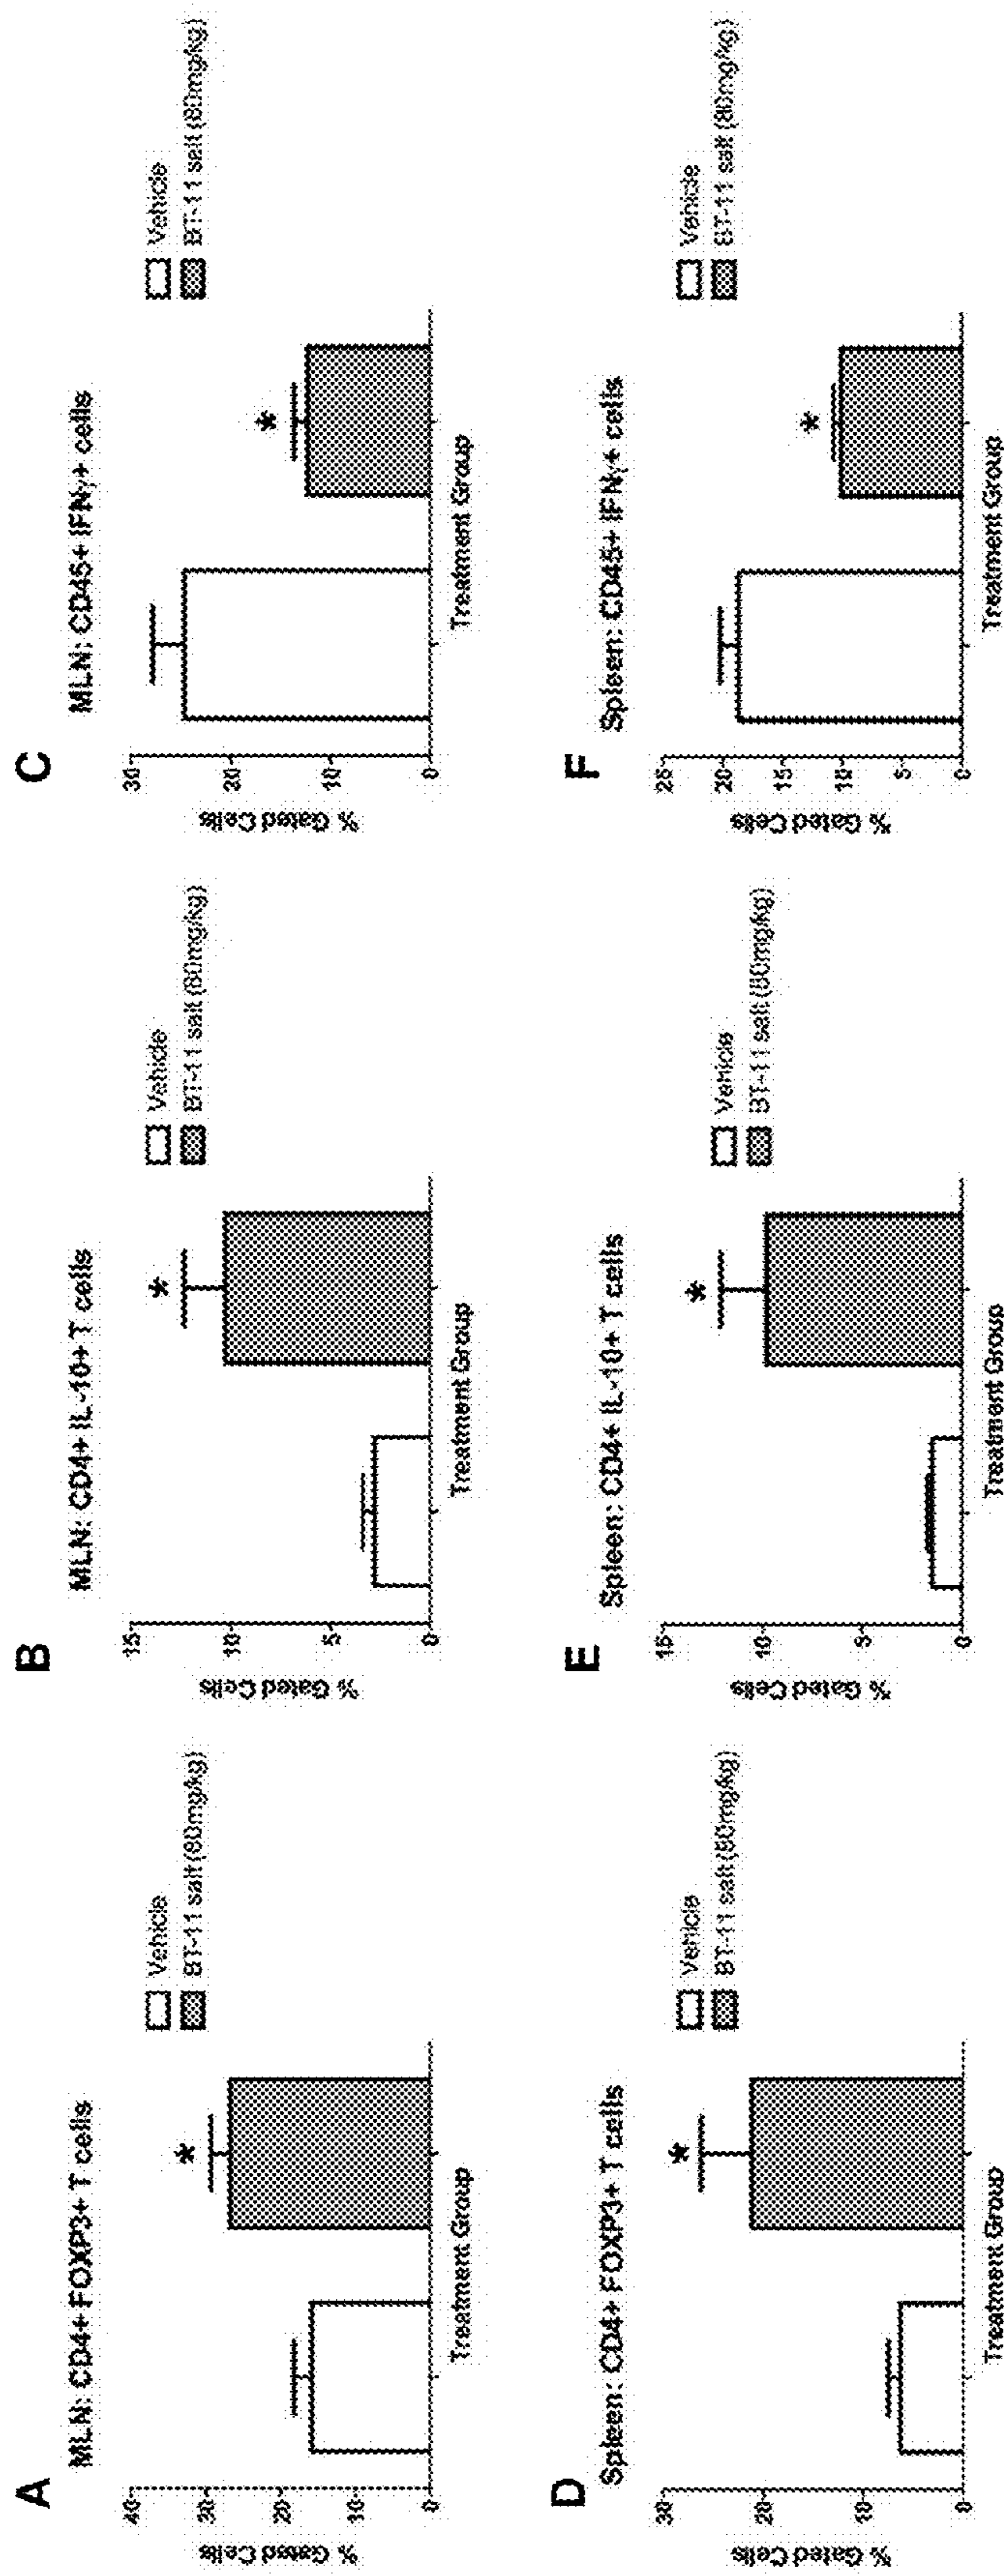 A
MLN: CD4+ FOXP3+ T cells
% Gated Cells
40
30
20
10
0
Treatment Group
*
Vehicle
BT-11 salt (80mg/kg)
B
MLN: CD4+ IL-10+ T cells
% Gated Cells
15
10
5
0
Treatment Group
*
Vehicle
BT-11 salt (80mg/kg)
C
MLN: CD45+ IFNγ+ cells
% Gated Cells
30
20
10
0
Treatment Group
*
Vehicle
BT-11 salt (80mg/kg)
D
Spleen: CD4+ FOXP3+ T cells
% Gated Cells
30
20
10
0
Treatment Group
*
Vehicle
BT-11 salt (80mg/kg)
E
Spleen: CD4+ IL-10+ T cells
% Gated Cells
15
10
5
0
Treatment Group
*
Vehicle
BT-11 salt (80mg/kg)
F
Spleen: CD45+ IFNγ+ cells
% Gated Cells
25
20
15
10
5
0
Treatment Group
*
Vehicle
BT-11 salt (80mg/kg)